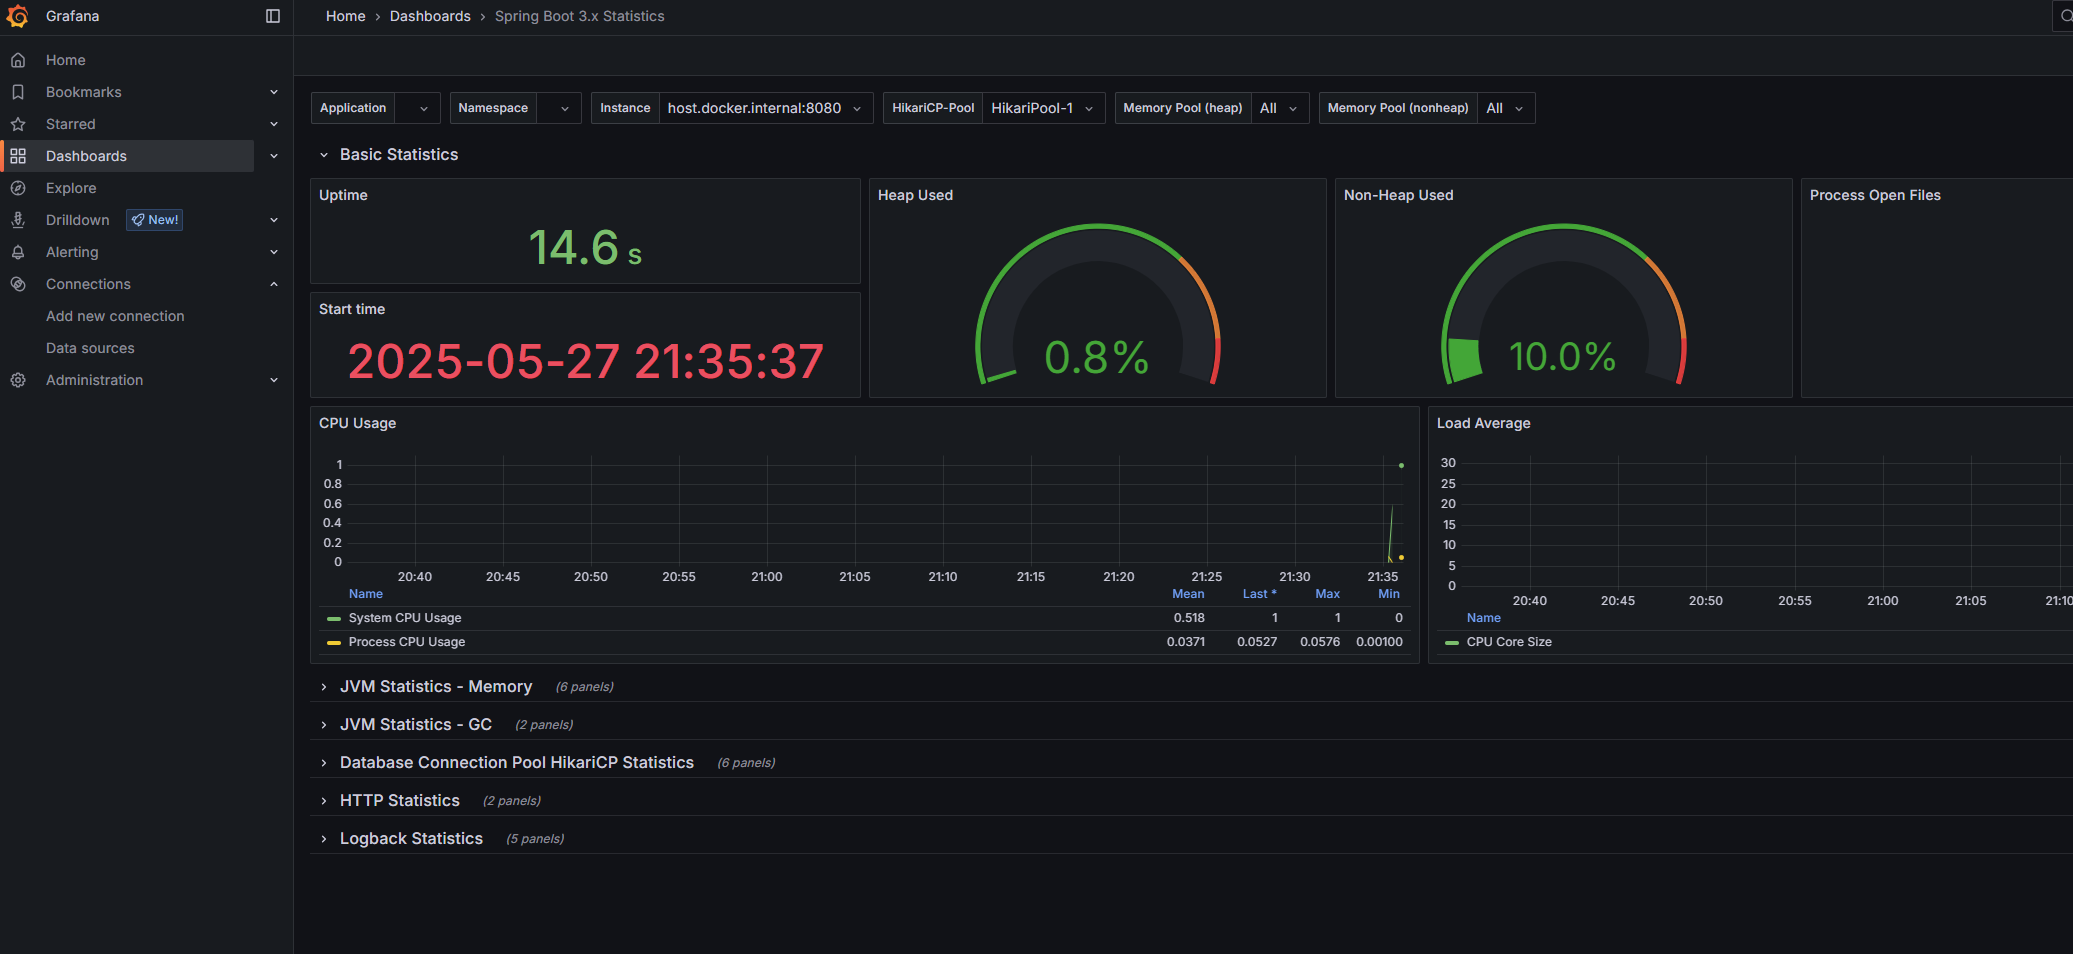 Grafana
Home › Dashboards › Spring Boot 3.x Statistics
Home
Bookmarks
Starred
Dashboards
Explore
Drilldown New!
Alerting
Connections
Add new connection
Data sources
Administration
Application Namespace Instance host.docker.internal:8080 HikariCP-Pool HikariPool-1 Memory Pool (heap) All Memory Pool (nonheap) All
Basic Statistics
Uptime
14.6 s
Start time
2025-05-27 21:35:37
Heap Used
0.8%
Non-Heap Used
10.0%
Process Open Files
CPU Usage
1
0.8
0.6
0.4
0.2
0
20:40 20:45 20:50 20:55 21:00 21:05 21:10 21:15 21:20 21:25 21:30 21:35
Name Mean Last * Max Min
System CPU Usage 0.518 1 1 0
Process CPU Usage 0.0371 0.0527 0.0576 0.00100
Load Average
30
25
20
15
10
5
0
20:40 20:45 20:50 20:55 21:00 21:05 21:10
Name
CPU Core Size
JVM Statistics - Memory (6 panels)
JVM Statistics - GC (2 panels)
Database Connection Pool HikariCP Statistics (6 panels)
HTTP Statistics (2 panels)
Logback Statistics (5 panels)